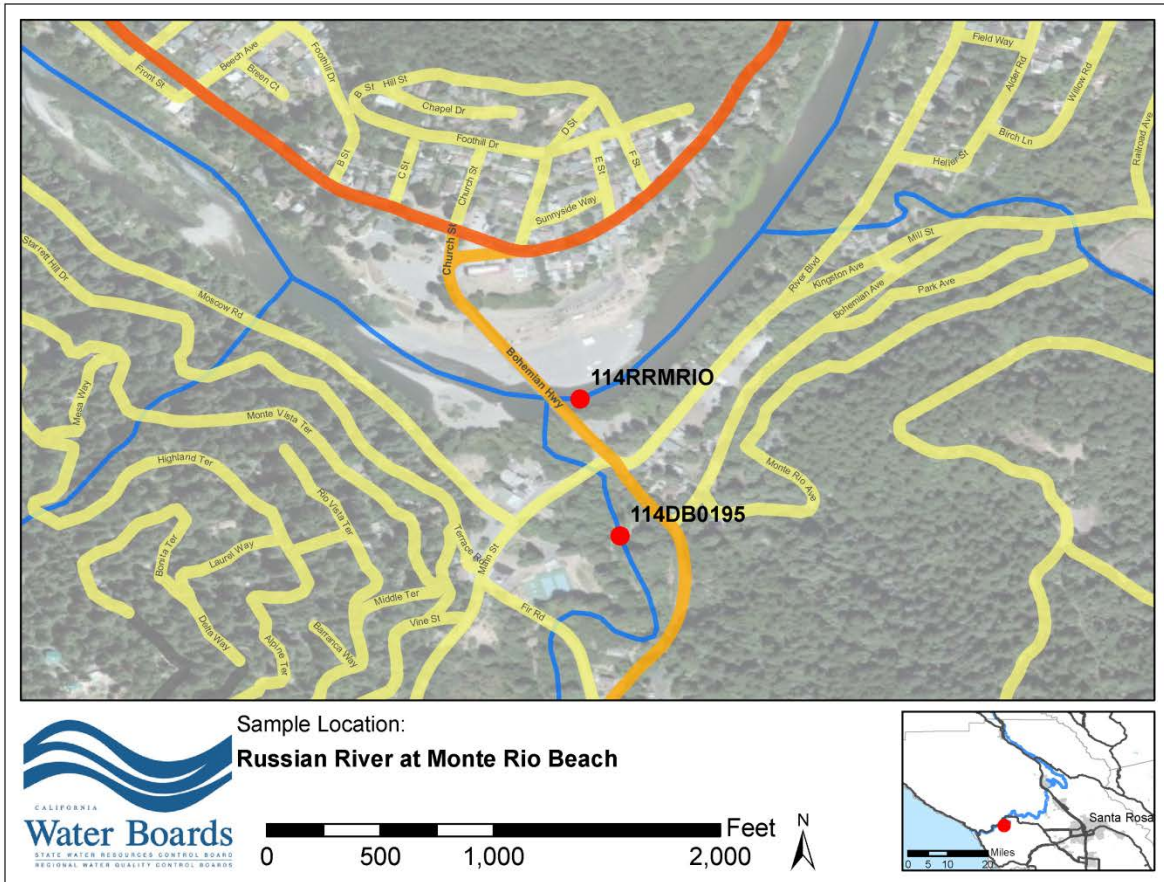 Front St
Beech Ave
Breen Ct
Foothill Dr
B St
Hill St
Chapel Dr
Foothill Dr
D St
E St
F St
B St
C St
Church St
Sunnyside Way
Church St
Field Way
Alder Rd
Willow Rd
Birch Ln
Heller St
Railroad Ave
Mill St
River Blvd
Kingston Ave
Bohemian Ave
Park Ave
Starrett Hill Dr
Moscow Rd
Bohemian Hwy
114RRMRIO
Mesa Way
Monte Vista Ter
Highland Ter
Rio Vista Ter
Monte Rio Ave
114DB0195
Bonita Ter
Laurel Way
Terrace Rd
Main St
Middle Ter
Fir Rd
Delta Way
Alpine Ter
Barranca Way
Vine St
CALIFORNIA
Water Boards
STATE WATER RESOURCES CONTROL BOARD
REGIONAL WATER QUALITY CONTROL BOARDS
Sample Location:
Russian River at Monte Rio Beach
Feet
0 500 1,000 2,000
N
Santa Rosa
Miles
0 5 10 20